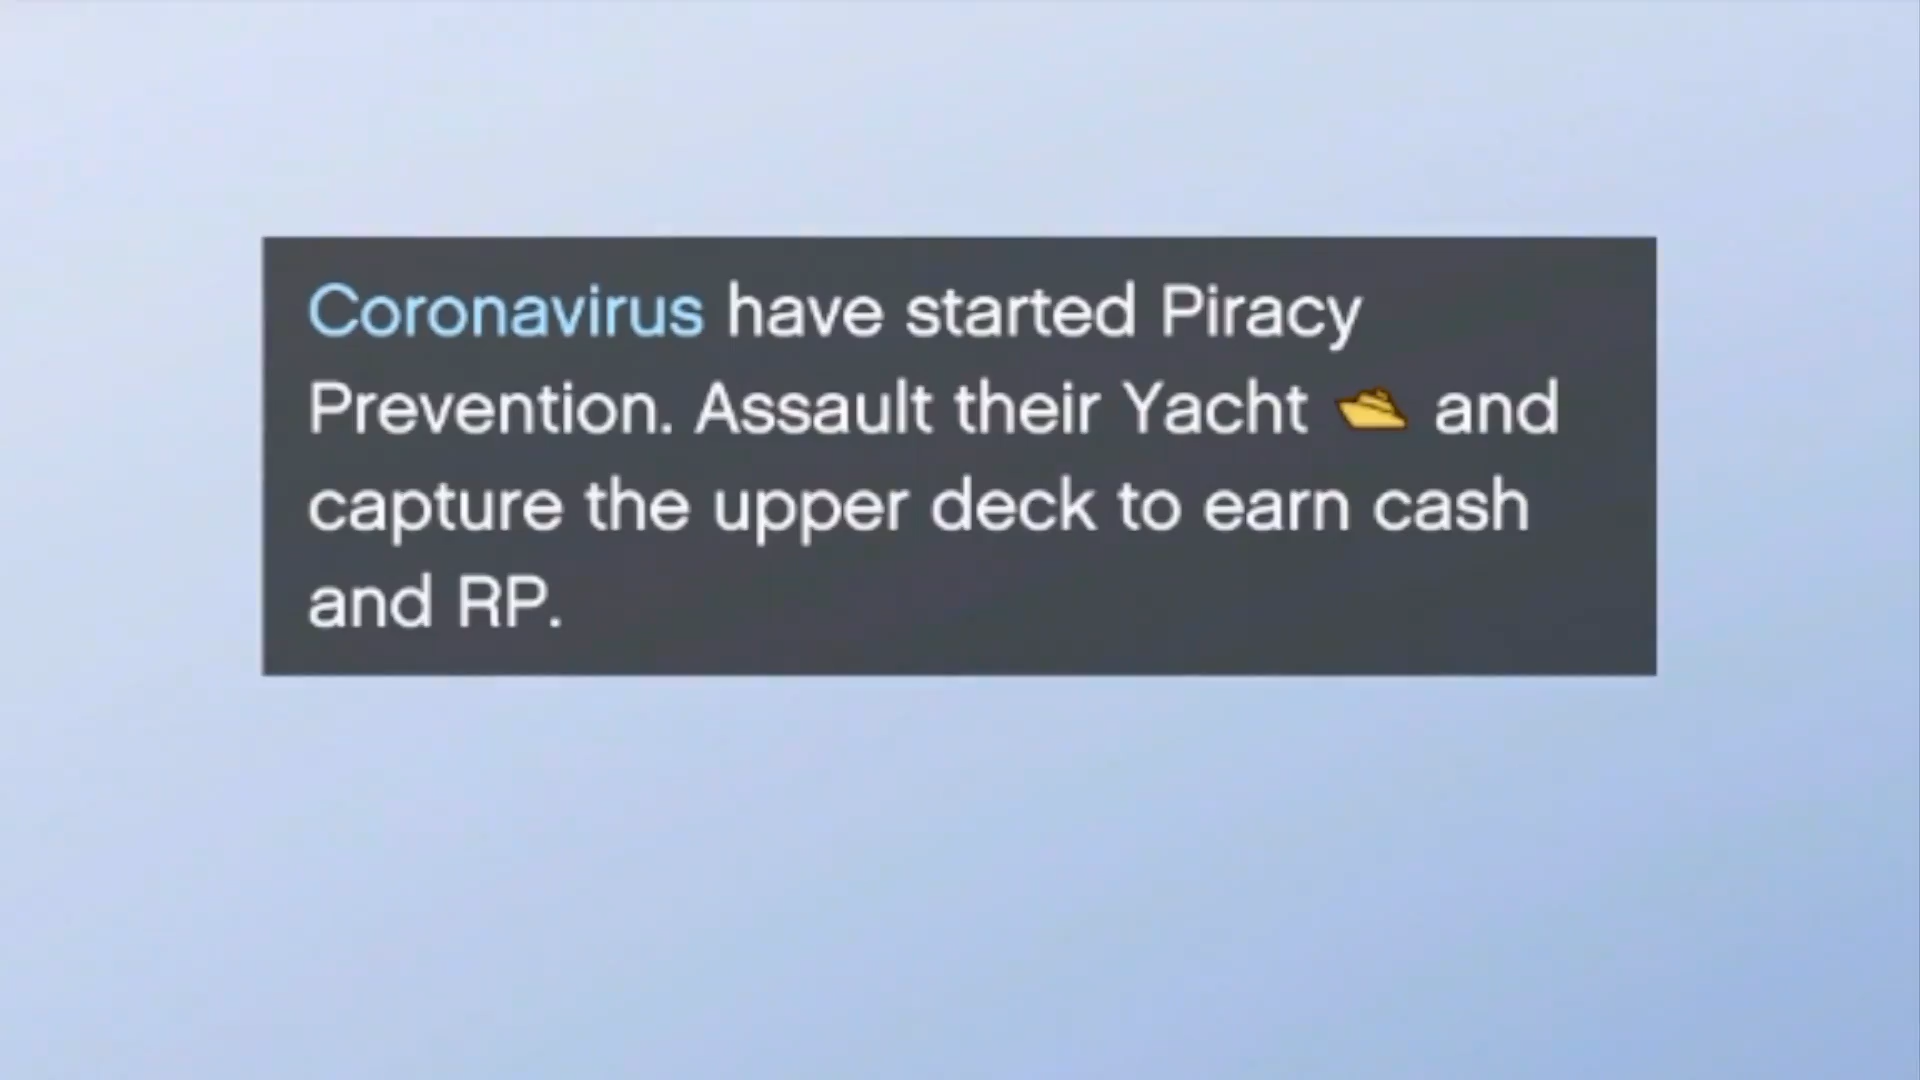 Coronavirus have started Piracy
Prevention. Assault their Yacht and
capture the upper deck to earn cash
and RP.